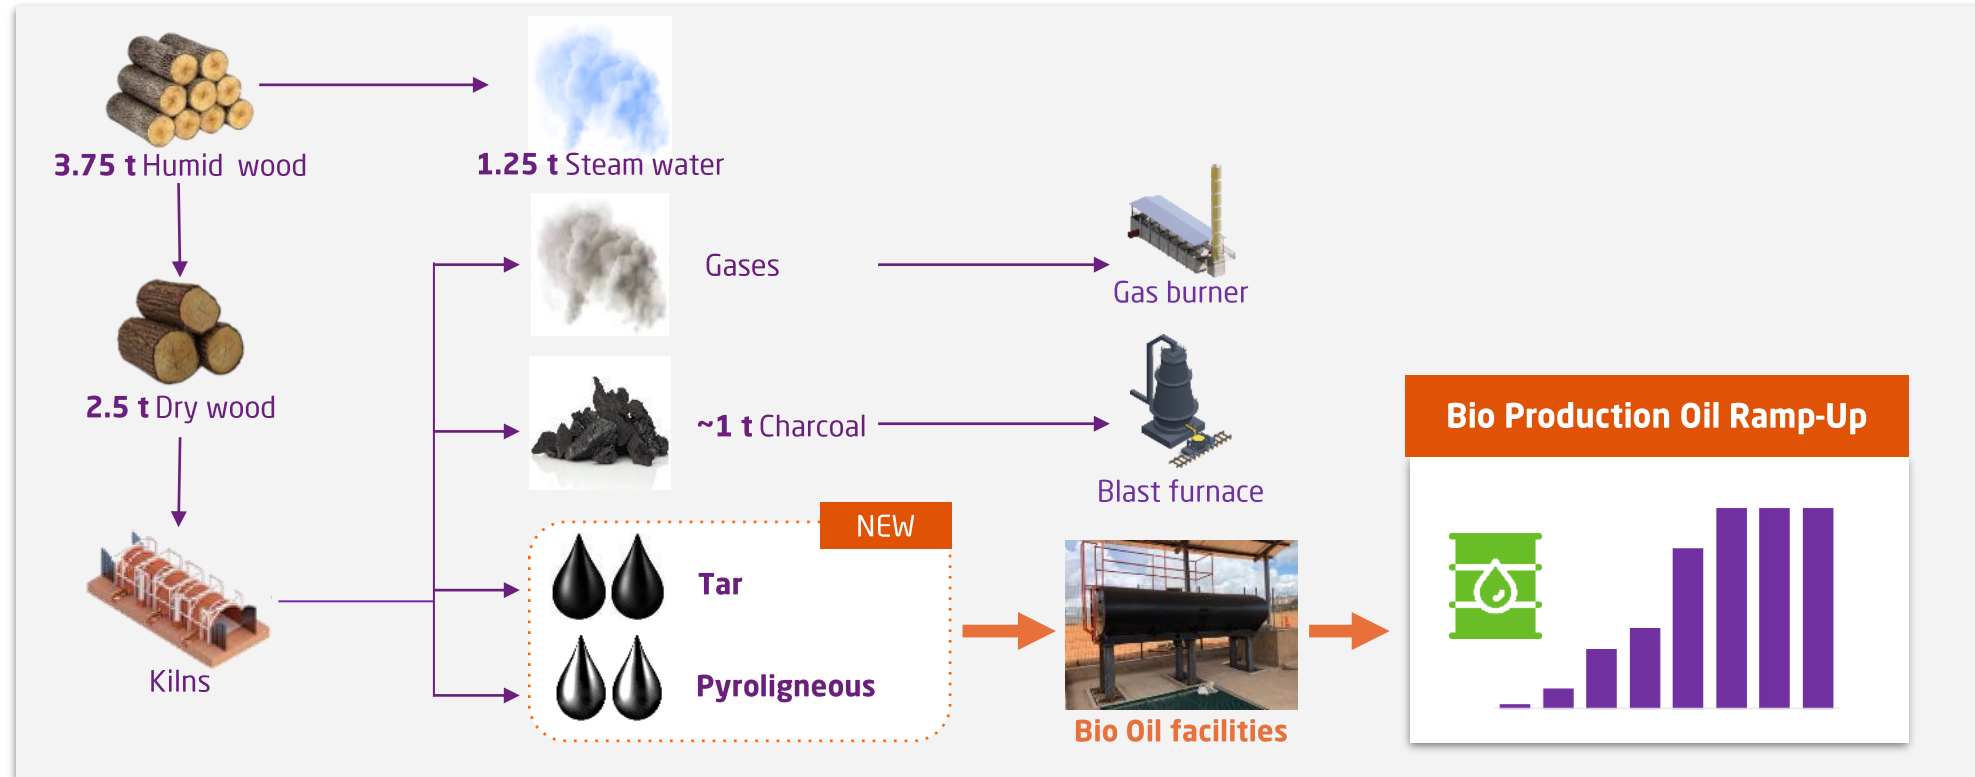 3.75 t Humid wood
1.25 t Steam water
Gases
Gas burner
2.5 t Dry wood
~1 t Charcoal
Blast furnace
Bio Production Oil Ramp-Up
NEW
Tar
Kilns
Pyroligneous
Bio Oil facilities